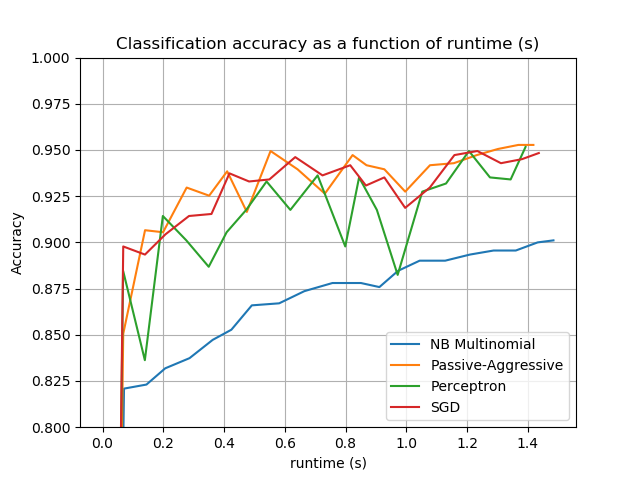 Classification accuracy as a function of runtime (s)
1.000
0.975
0.950
0.925
0.900
0.875
0.850
0.825
0.800
Accuracy
NB Multinomial
Passive-Aggressive
Perceptron
SGD
0.0 0.2 0.4 0.6 0.8 1.0 1.2 1.4
runtime (s)